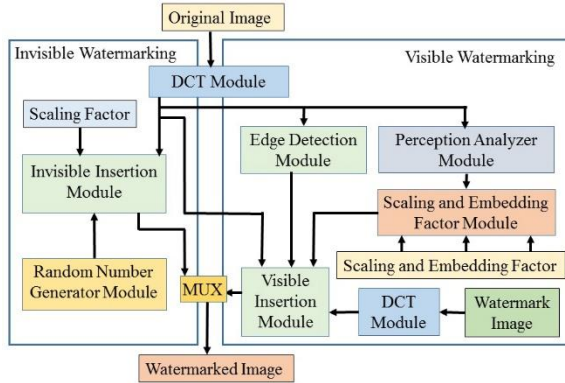 Original Image
Invisible Watermarking
Visible Watermarking
DCT Module
Scaling Factor
Edge Detection
Module
Perception Analyzer
Module
Invisible Insertion
Module
Scaling and Embedding
Factor Module
Random Number
Generator Module
MUX
Visible
Insertion
Module
Scaling and Embedding Factor
DCT
Module
Watermark
Image
Watermarked Image